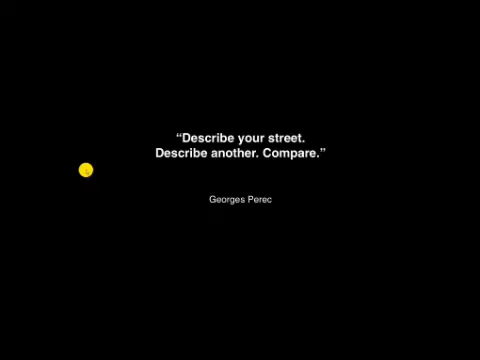 “Describe your street.
Describe another. Compare.”
Georges Perec